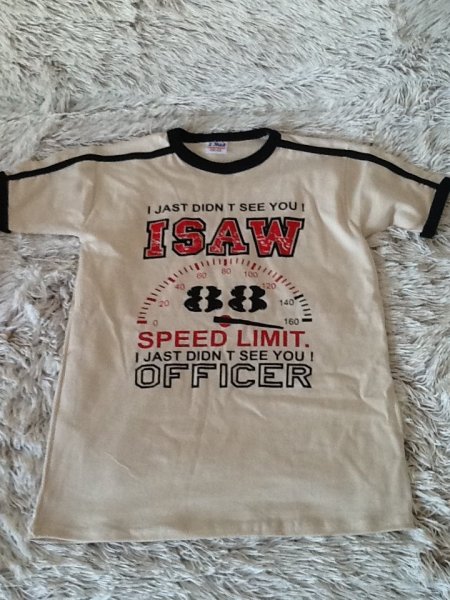 I JAST DIDN T SEE YOU !
I SAW
0 20 40 60 80 100 120 140 160
88
SPEED LIMIT.
I JAST DIDN T SEE YOU !
OFFICER